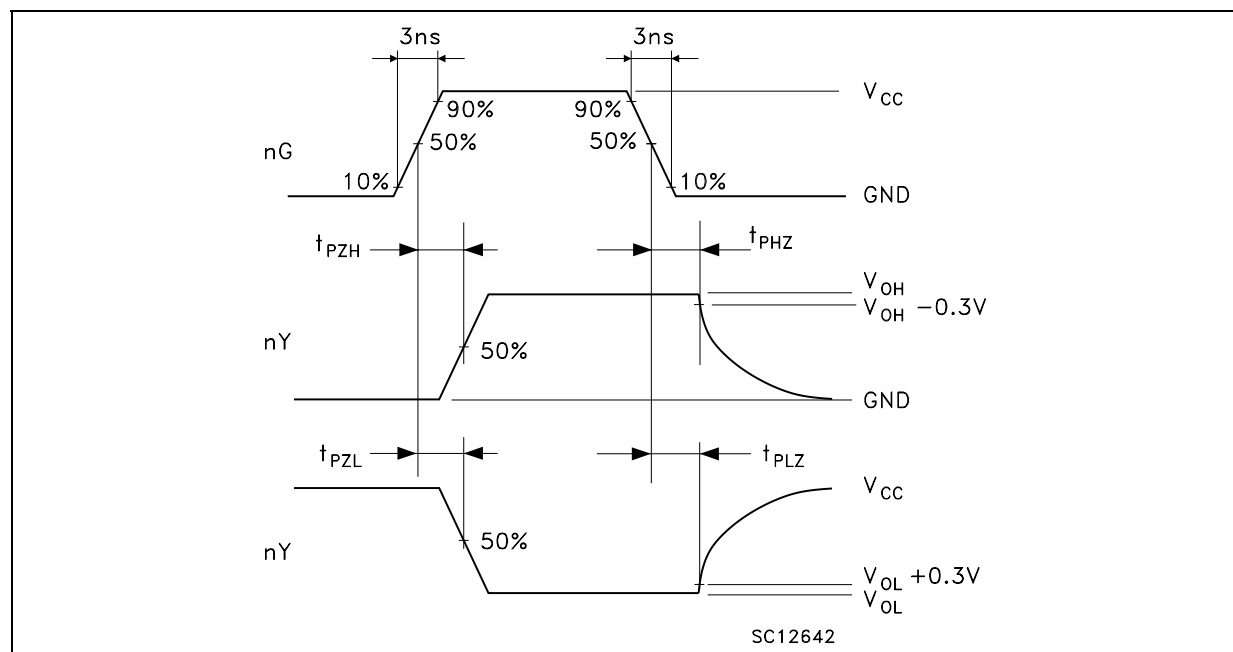 3ns 3ns
V_CC
90% 90%
nG 50% 50%
10% 10%
GND
t_PZH t_PHZ
V_OH
V_OH -0.3V
nY 50%
GND
t_PZL t_PLZ
V_CC
nY 50%
V_OL +0.3V
V_OL
SC12642